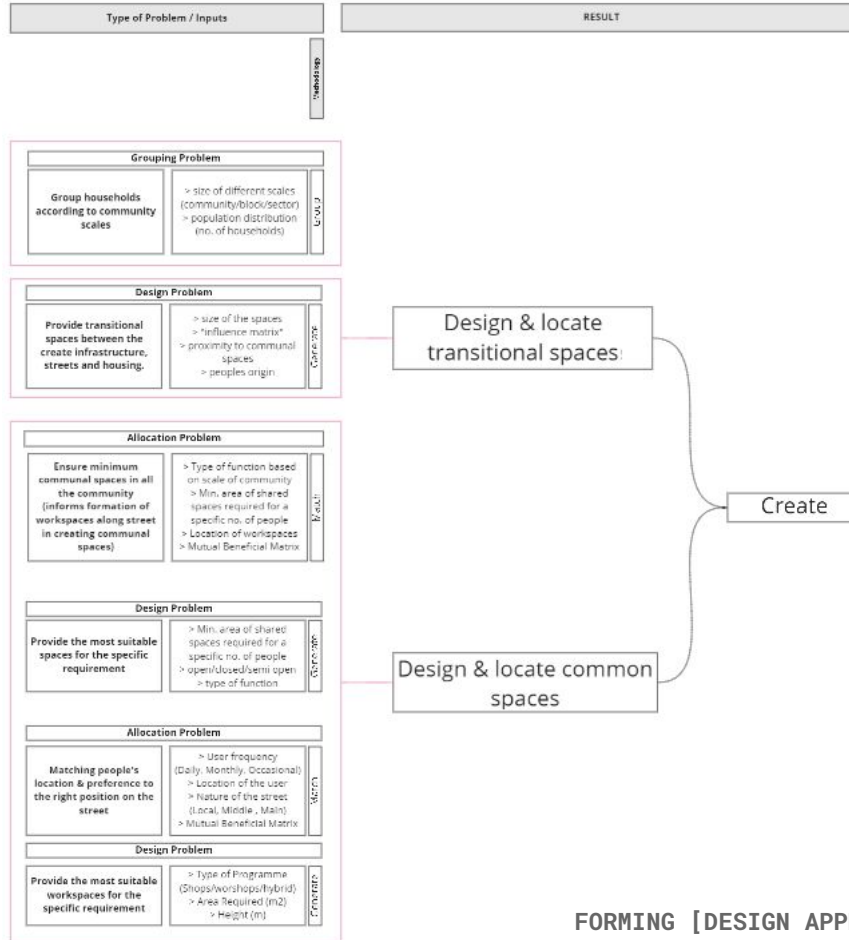 Type of Problem / Inputs
RESULT
Methodology
Grouping Problem
Group households
according to community
scales
> size of different scales
(community/block/sector)
> population distribution
(no. of households)
Group
Design Problem
Provide transitional
spaces between the
create infrastructure,
streets and housing.
> size of the spaces
> "influence matrix"
> proximity to communal
spaces
> peoples origin
Generate
Design & locate
transitional spaces
Allocation Problem
Ensure minimum
communal spaces in all
the community
(informs formation of
workspaces along street
in creating communal
spaces)
> Type of function based
on scale of community
> Min. area of shared
spaces required for a
specific no. of people
> Location of workspaces
> Mutual Beneficial Matrix
Match
Create
Design Problem
Provide the most suitable
spaces for the specific
requirement
> Min. area of shared
spaces required for a
specific no. of people
> open/closed/semi open
> type of function
Generate
Design & locate common
spaces
Allocation Problem
Matching people's
location & preference to
the right position on the
street
> User frequency
(Daily, Monthly, Occasional)
> Location of the user
> Nature of the street
(Local, Middle , Main)
> Mutual Beneficial Matrix
Match
Design Problem
Provide the most suitable
workspaces for the
specific requirement
> Type of Programme
(Shops/worshops/hybrid)
> Area Required (m2)
> Height (m)
Generate
FORMING [DESIGN APP